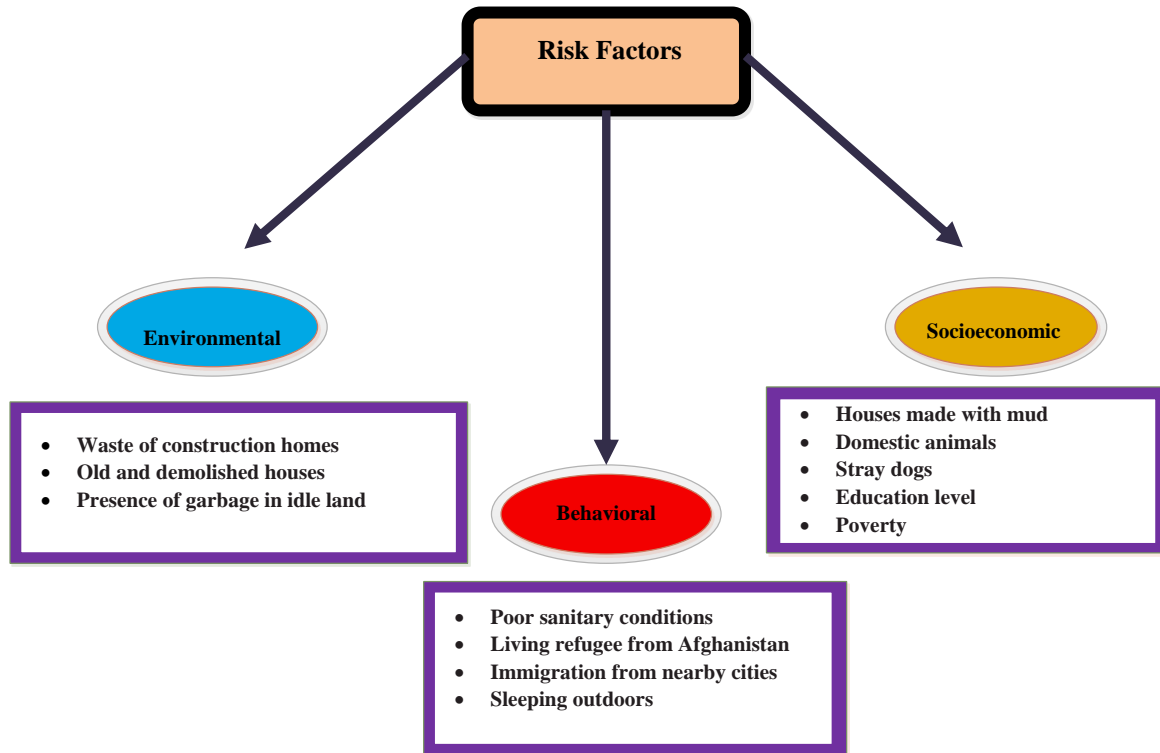 Risk Factors
Environmental
• Waste of construction homes
• Old and demolished houses
• Presence of garbage in idle land
Behavioral
• Poor sanitary conditions
• Living refugee from Afghanistan
• Immigration from nearby cities
• Sleeping outdoors
Socioeconomic
• Houses made with mud
• Domestic animals
• Stray dogs
• Education level
• Poverty